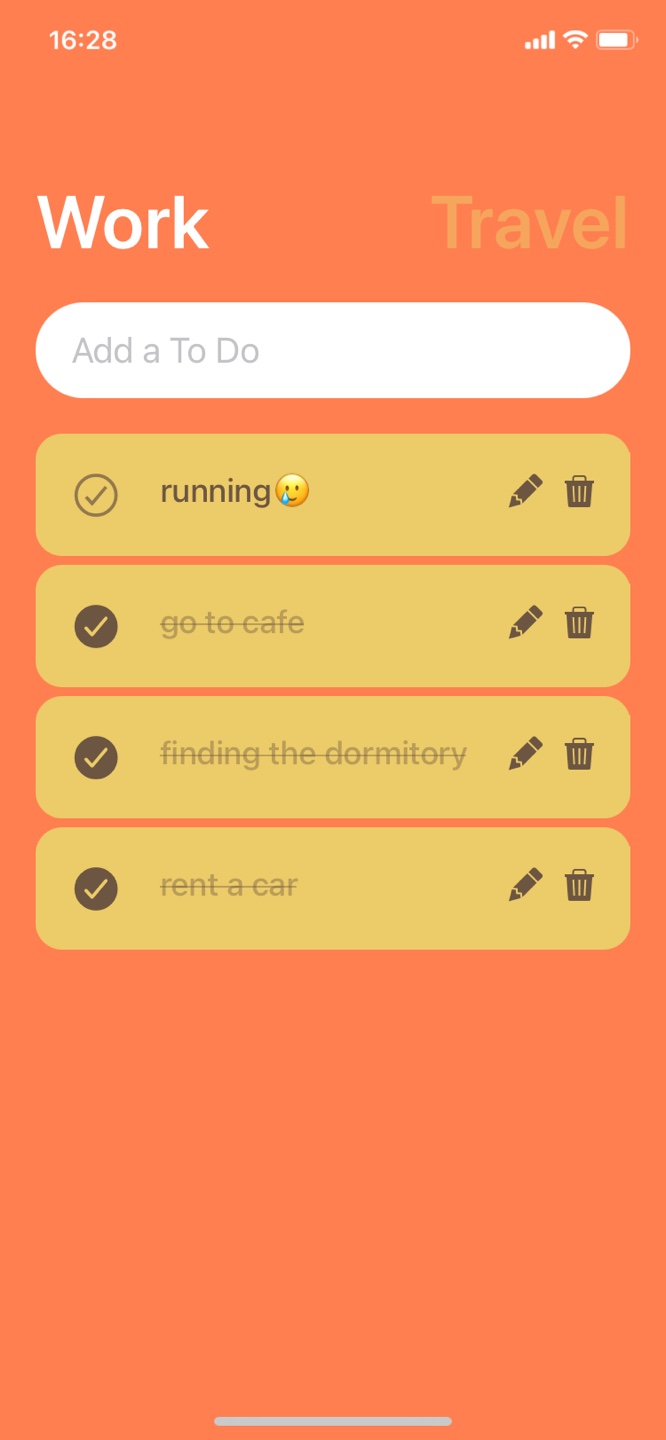 16:28
Work Travel
Add a To Do
running🥲
go to cafe
finding the dormitory
rent a car